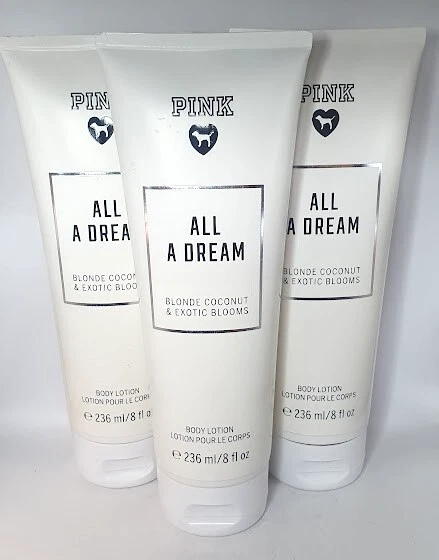 PINK
ALL
A DREAM
BLONDE COCONUT
& EXOTIC BLOOMS
BODY LOTION
LOTION POUR LE CORPS
℮ 236 ml/8 fl oz
PINK
ALL
A DREAM
BLONDE COCONUT
& EXOTIC BLOOMS
BODY LOTION
LOTION POUR LE CORPS
℮ 236 ml/8 fl oz
PINK
ALL
A DREAM
BLONDE COCONUT
& EXOTIC BLOOMS
BODY LOTION
LOTION POUR LE CORPS
℮ 236 ml/8 fl oz